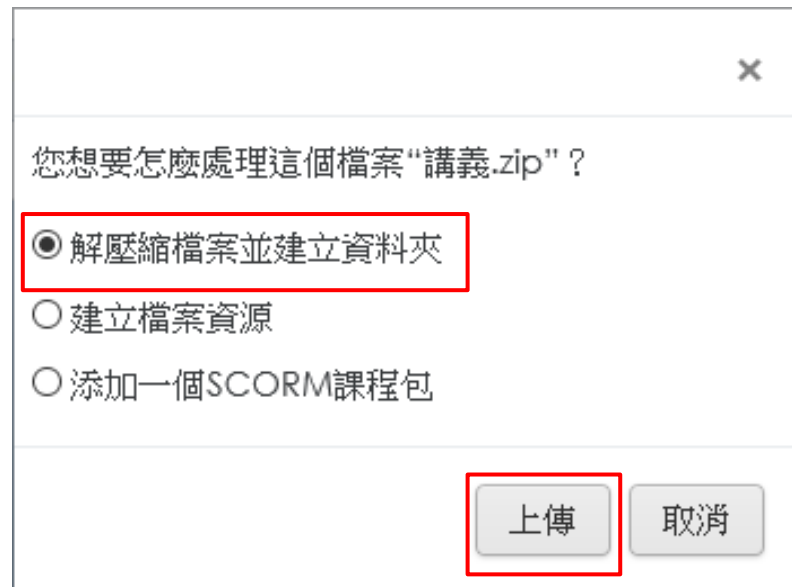 ×
您想要怎麼處理這個檔案“講義.zip”？
解壓縮檔案並建立資料夾
建立檔案資源
添加一個SCORM課程包
上傳 取消